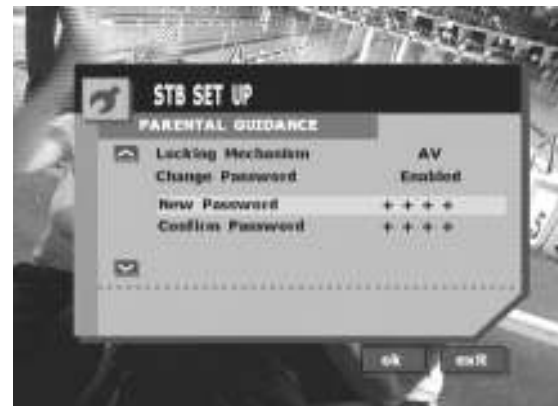 STB SET UP
PARENTAL GUIDANCE
Locking Mechanism AV
Change Password Enabled
New Password + + + +
Confirm Password + + + +
ok exit